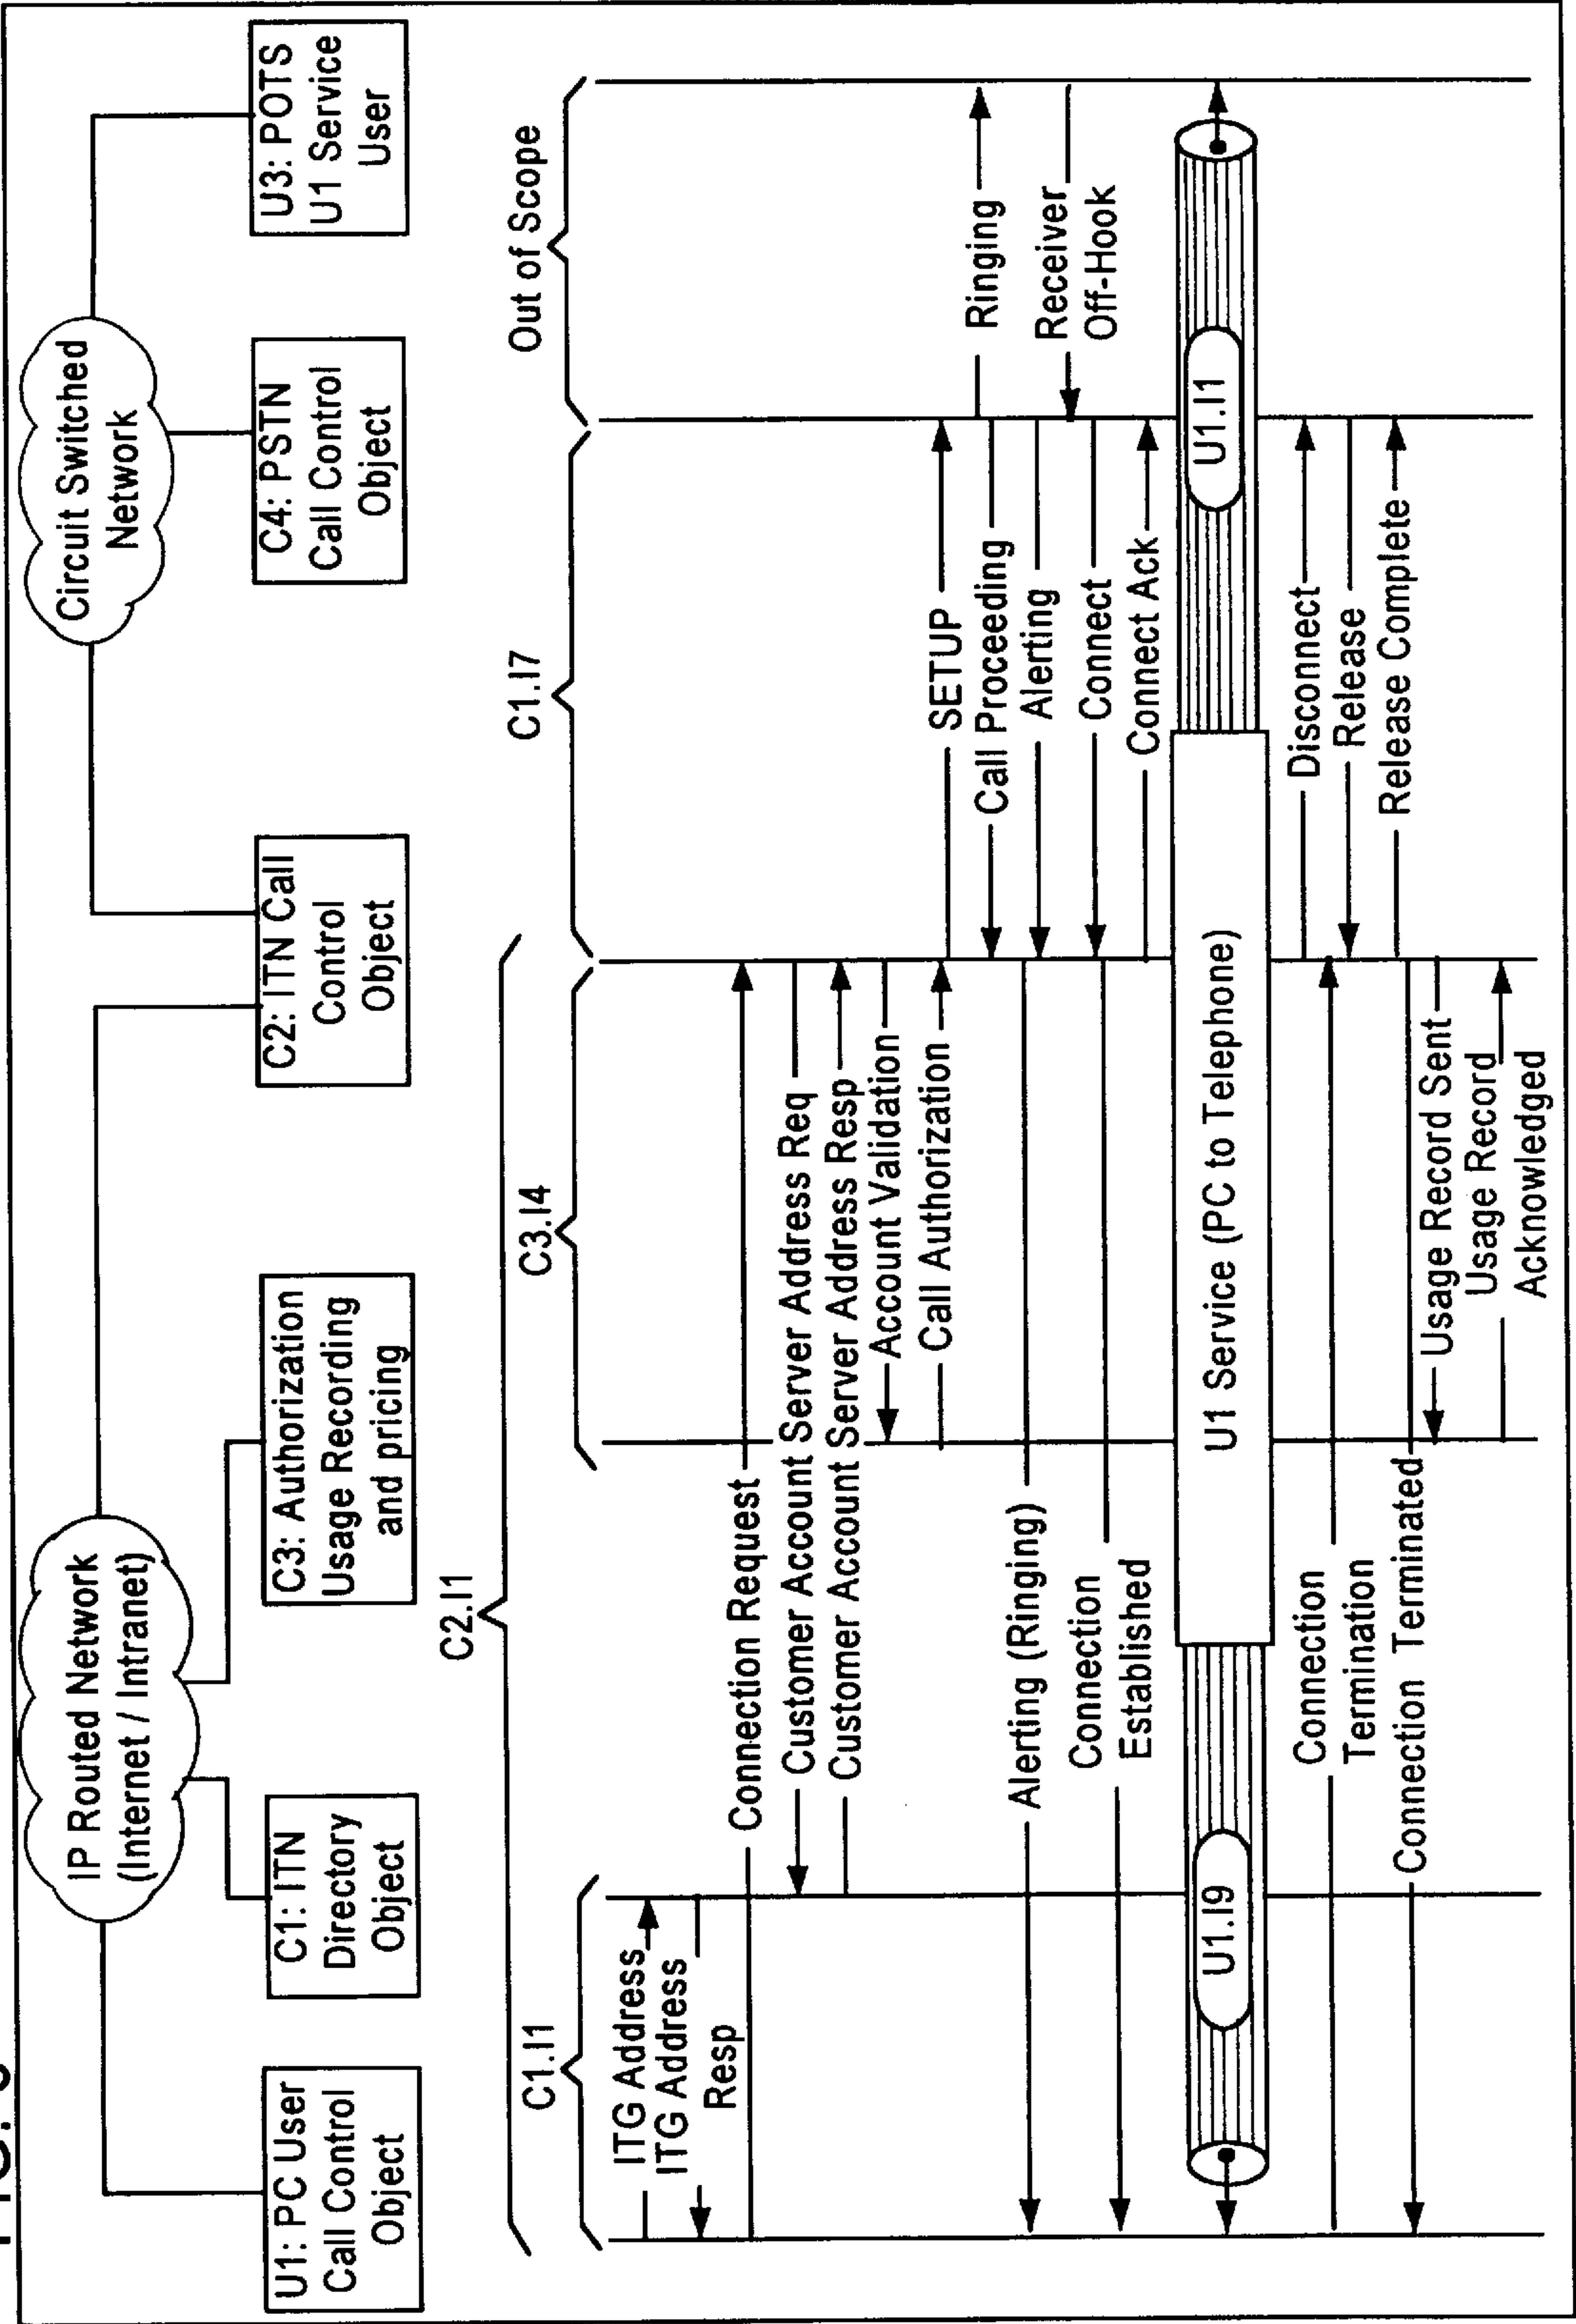 IP Routed Network
(Internet / Intranet)
Circuit Switched
Network
U1: PC User
Call Control
Object
C1: ITN
Directory
Object
C3: Authorization
Usage Recording
and pricing
C2: ITN Call
Control
Object
C4: PSTN
Call Control
Object
U3: POTS
U1 Service
User
C2.I1
C1.I1
C3.I4
C1.I7
Out of Scope
ITG Address
ITG Address
Resp
Connection Request
Customer Account Server Address Req
Customer Account Server Address Resp
Account Validation
Call Authorization
SETUP
Call Proceeding
Ringing
Alerting (Ringing)
Alerting
Receiver
Off-Hook
Connection
Established
Connect
Connect Ack
U1.I9
U1 Service (PC to Telephone)
U1.I1
Connection
Termination
Disconnect
Release
Release Complete
Connection Terminated
Usage Record Sent
Usage Record
Acknowledged